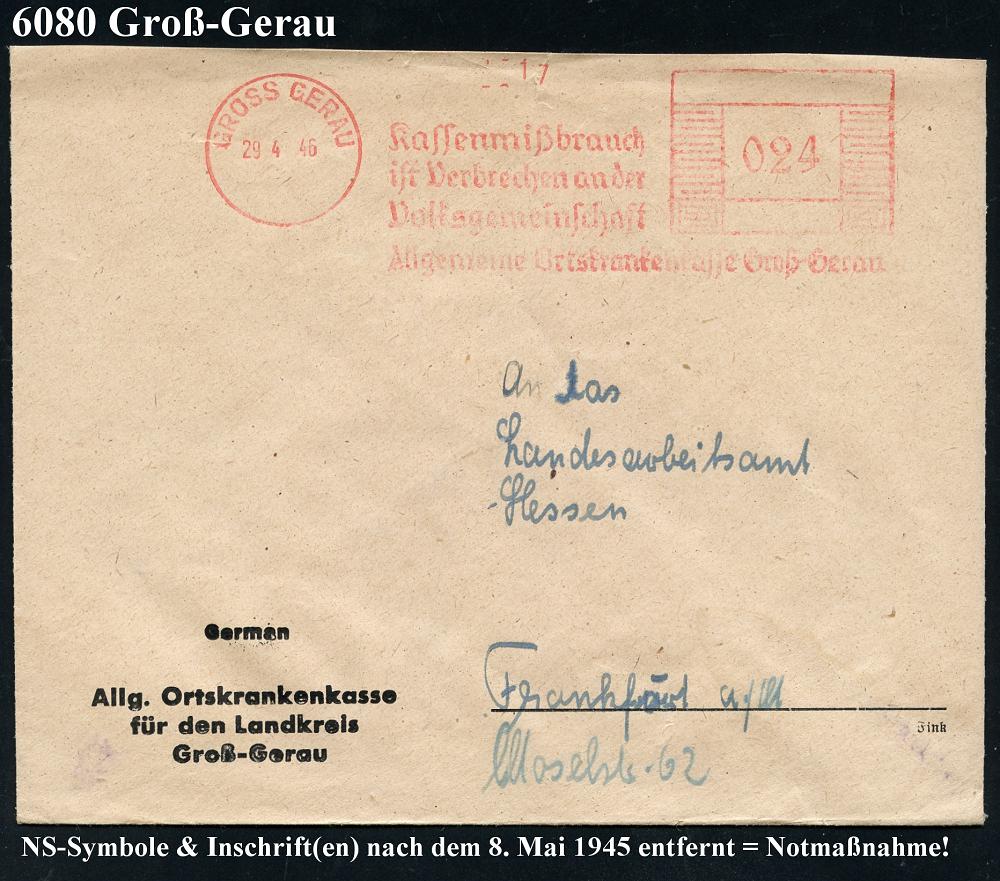 6080 Groß-Gerau
17
GROSS GERAU
29 4 46
Kassenmißbrauch
ist Verbrechen an der
Volksgemeinschaft
Allgemeine Ortskrankenkasse Groß-Gerau
024
An das
Landesarbeitsamt
Hessen
German
Allg. Ortskrankenkasse
für den Landkreis
Groß-Gerau
Frankfurt a/M
Fink
Moselstr. 62
NS-Symbole & Inschrift(en) nach dem 8. Mai 1945 entfernt = Notmaßnahme!